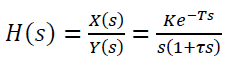 H(s) = X(s)/Y(s) = Ke^{-Ts}/s(1+τs)